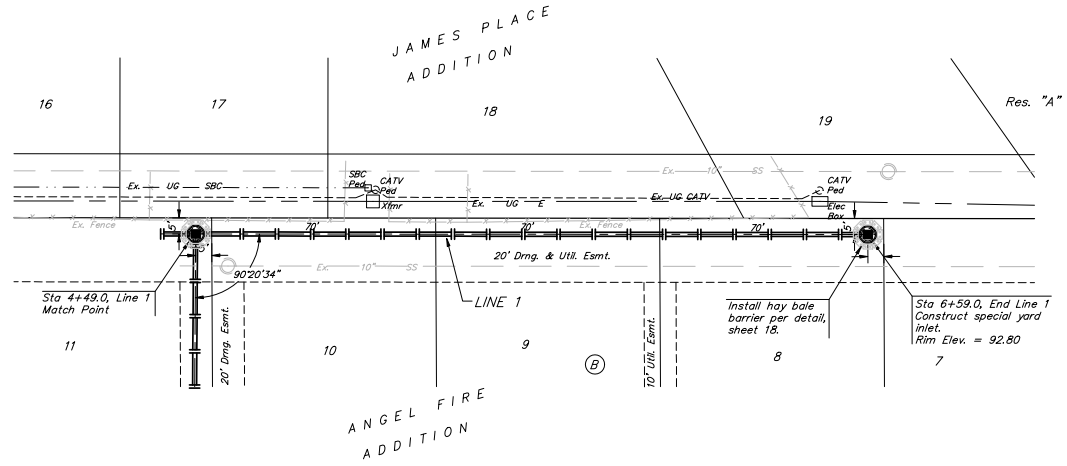 JAMES PLACE
ADDITION
16
17
18
19
Res. "A"
Ex. 10" SS
SBC
Ped
CATV
Ped
CATV
Ped
Ex. UG SBC
Xfmr
Ex. UG E
Ex. UG CATV
Elec
Box
5'
Ex. Fence
70'
70'
70'
5'
20' Drng. & Util. Esmt.
Ex. 10" SS
90°20'34"
Sta 4+49.0, Line 1
Match Point
LINE 1
Install hay bale
barrier per detail,
sheet 18.
Sta 6+59.0, End Line 1
Construct special yard
inlet.
Rim Elev. = 92.80
20' Drng. Esmt.
10' Util. Esmt.
11
10
9
B
8
7
ANGEL FIRE
ADDITION